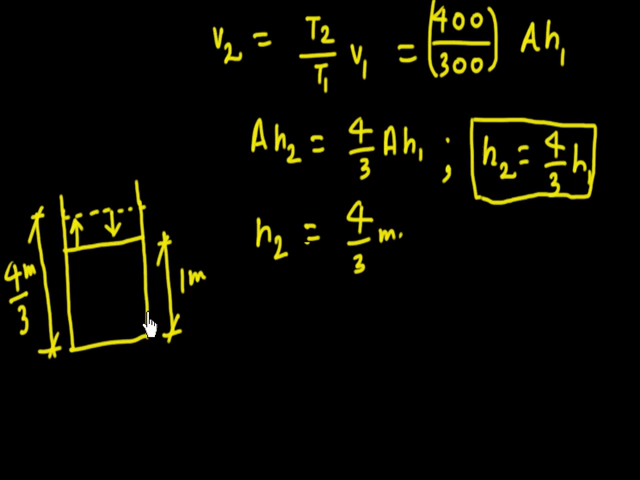 V₂ = T₂/T₁ V₁ = (400/300) Ah₁
Ah₂ = 4/3 Ah₁ ; h₂ = 4/3 h₁
h₂ = 4/3 m.
4/3 m
1m